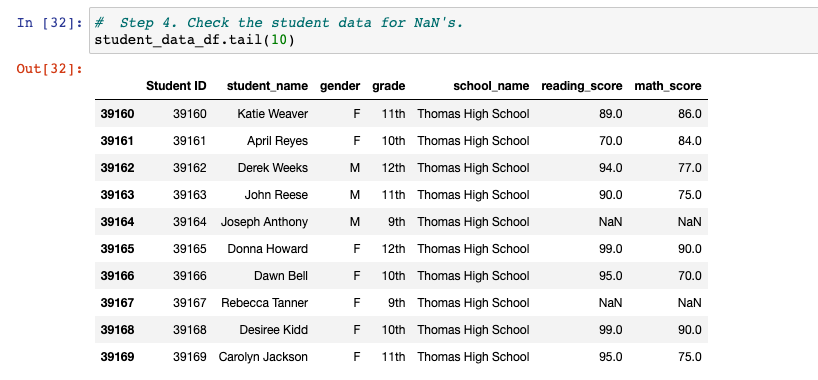 In [32]: #  Step 4. Check the student data for NaN's.
student_data_df.tail(10)
Out[32]:
Student ID student_name gender grade school_name reading_score math_score
39160 39160 Katie Weaver F 11th Thomas High School 89.0 86.0
39161 39161 April Reyes F 10th Thomas High School 70.0 84.0
39162 39162 Derek Weeks M 12th Thomas High School 94.0 77.0
39163 39163 John Reese M 11th Thomas High School 90.0 75.0
39164 39164 Joseph Anthony M 9th Thomas High School NaN NaN
39165 39165 Donna Howard F 12th Thomas High School 99.0 90.0
39166 39166 Dawn Bell F 10th Thomas High School 95.0 70.0
39167 39167 Rebecca Tanner F 9th Thomas High School NaN NaN
39168 39168 Desiree Kidd F 10th Thomas High School 99.0 90.0
39169 39169 Carolyn Jackson F 11th Thomas High School 95.0 75.0